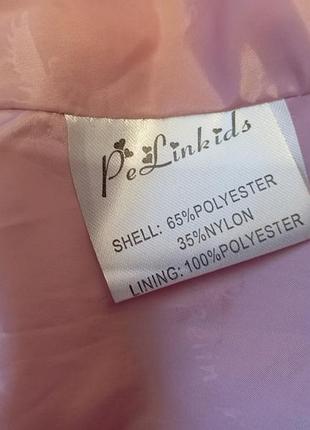 PeLinkids
SHELL: 65%POLYESTER
35%NYLON
LINING: 100%POLYESTER